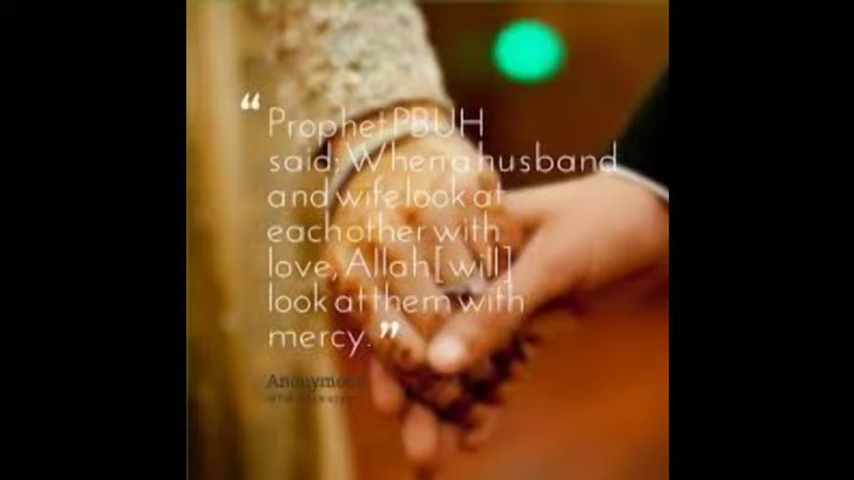 “Prophet PBUH
said; When a husband
and wife look at
each other with
love, Allah[will]
look at them with
mercy.”